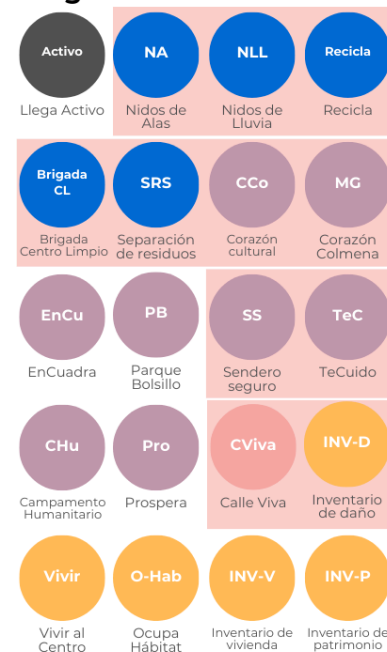 Activo
NA
NLL
Recicla
Llega Activo
Nidos de
Alas
Nidos de
Lluvia
Recicla
Brigada
CL
SRS
CCo
MG
Brigada
Centro Limpio
Separación
de residuos
Corazón
cultural
Corazón
Colmena
EnCu
PB
SS
TeC
EnCuadra
Parque
Bolsillo
Sendero
seguro
TeCuido
CHu
Pro
CViva
INV-D
Campamento
Humanitario
Prospera
Calle Viva
Inventario
de daño
Vivir
O-Hab
INV-V
INV-P
Vivir al
Centro
Ocupa
Hábitat
Inventario de
vivienda
Inventario de
patrimonio